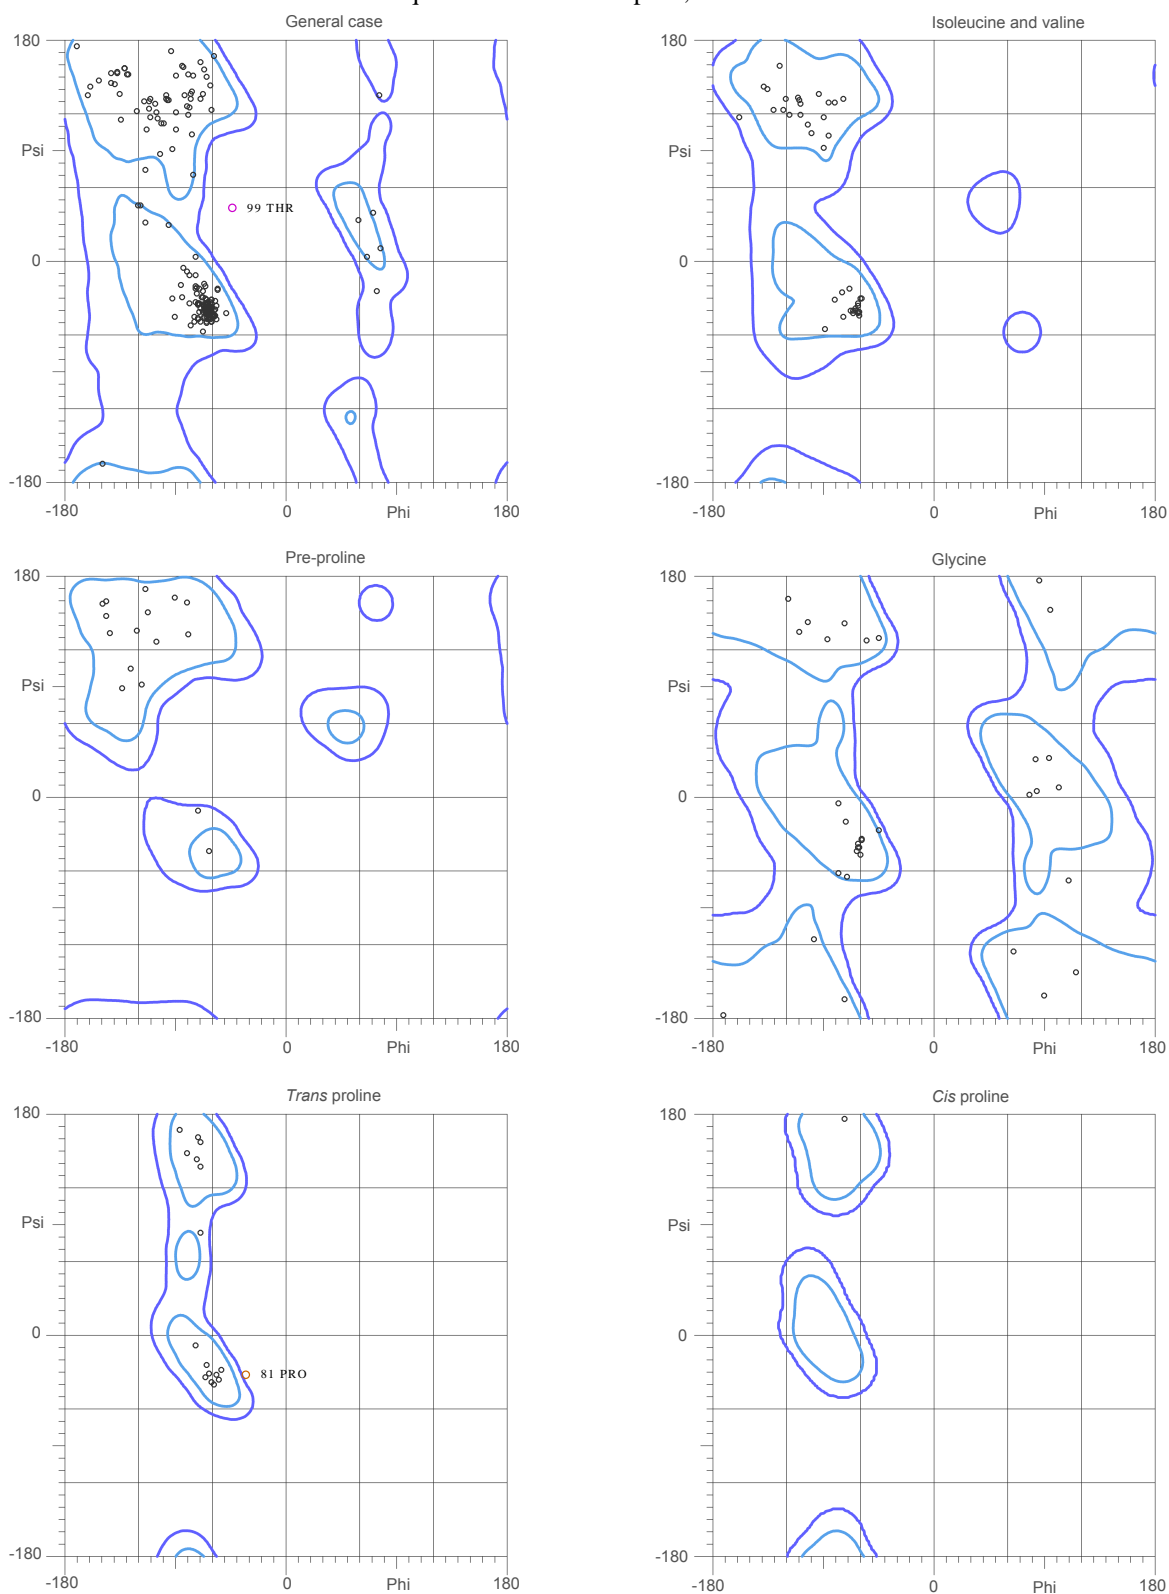 General case
Isoleucine and valine
180
Psi
99 THR
0
-180
-180
0
Phi
180
180
Psi
0
-180
-180
0
Phi
180
Pre-proline
Glycine
180
Psi
0
-180
-180
0
Phi
180
180
Psi
0
-180
-180
0
Phi
180
Trans proline
Cis proline
180
Psi
0
81 PRO
-180
-180
0
Phi
180
180
Psi
0
-180
-180
0
Phi
180